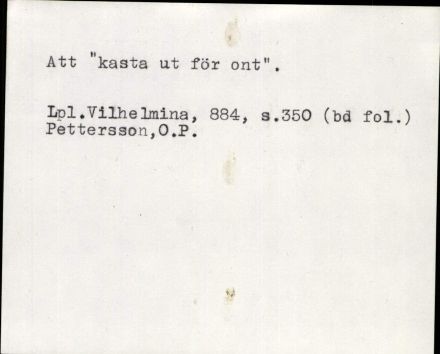 Att "kasta ut för ont".
Lpl.Vilhelmina, 884, s.350 (bd fol.)
Pettersson,O.P.